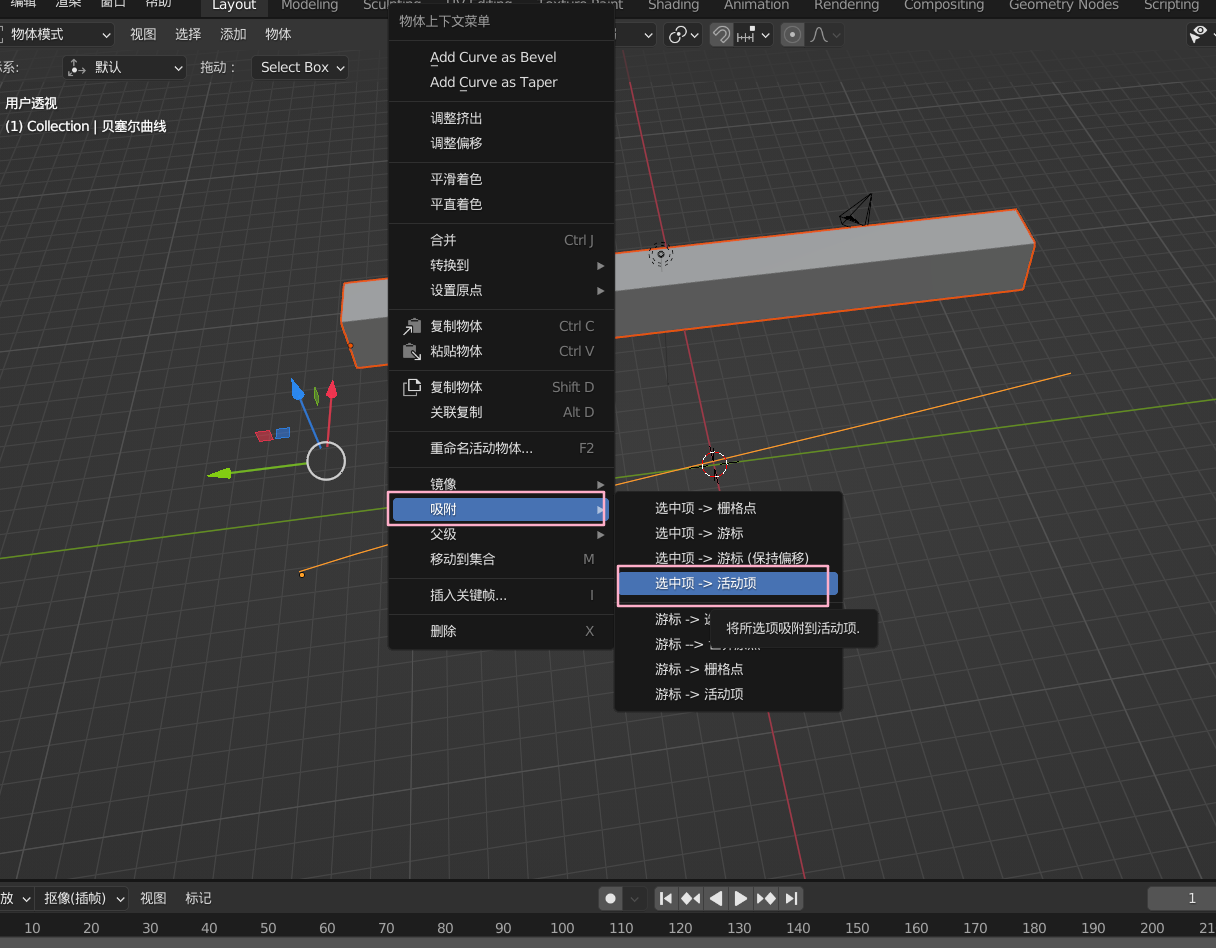 编辑 渲染 窗口 帮助 Layout Modeling Shading Animation Rendering Compositing Geometry Nodes Scripting
物体模式 视图 选择 添加 物体
默认 拖动： Select Box
用户透视
(1) Collection | 贝塞尔曲线
物体上下文菜单
Add Curve as Bevel
Add Curve as Taper
调整挤出
调整偏移
平滑着色
平直着色
合并 Ctrl J
转换到
设置原点
复制物体 Ctrl C
粘贴物体 Ctrl V
复制物体 Shift D
关联复制 Alt D
重命名活动物体... F2
镜像
吸附
父级
移动到集合 M
插入关键帧... I
删除 X
选中项 -> 栅格点
选中项 -> 游标
选中项 -> 游标 (保持偏移)
选中项 -> 活动项
游标 ->
将所选项吸附到活动项.
游标 -->
游标 -> 栅格点
游标 -> 活动项
放 抠像(插帧) 视图 标记 1
10 20 30 40 50 60 70 80 90 100 110 120 130 140 150 160 170 180 190 200